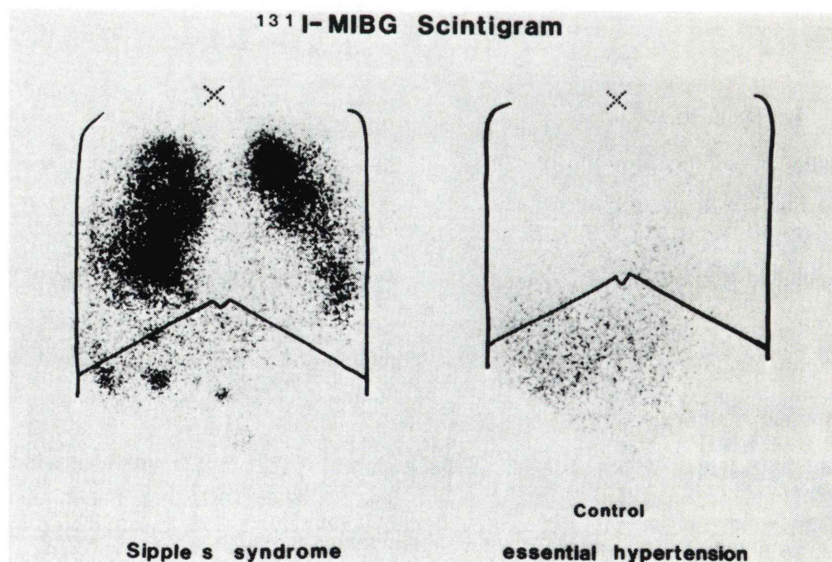 ¹³¹I-MIBG Scintigram
Control
Sipple s syndrome
essential hypertension